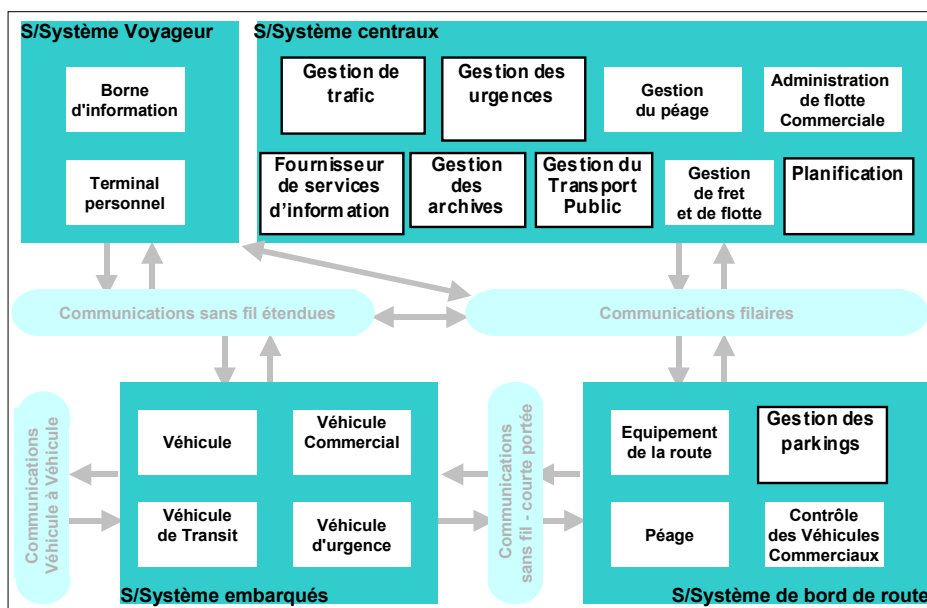 S/Système Voyageur
Borne
d'information
Terminal
personnel
S/Système centraux
Gestion de
trafic
Gestion des
urgences
Gestion
du péage
Administration
de flotte
Commerciale
Fournisseur
de services
d'information
Gestion
des
archives
Gestion du
Transport
Public
Gestion
de fret
et de flotte
Planification
Communications sans fil étendues
Communications filaires
Communications
Véhicule à Véhicule
Véhicule
Véhicule
Commercial
Véhicule
de Transit
Véhicule
d'urgence
S/Système embarqués
Communications
sans fil - courte portée
Equipement
de la route
Gestion des
parkings
Péage
Contrôle
des Véhicules
Commerciaux
S/Système de bord de route